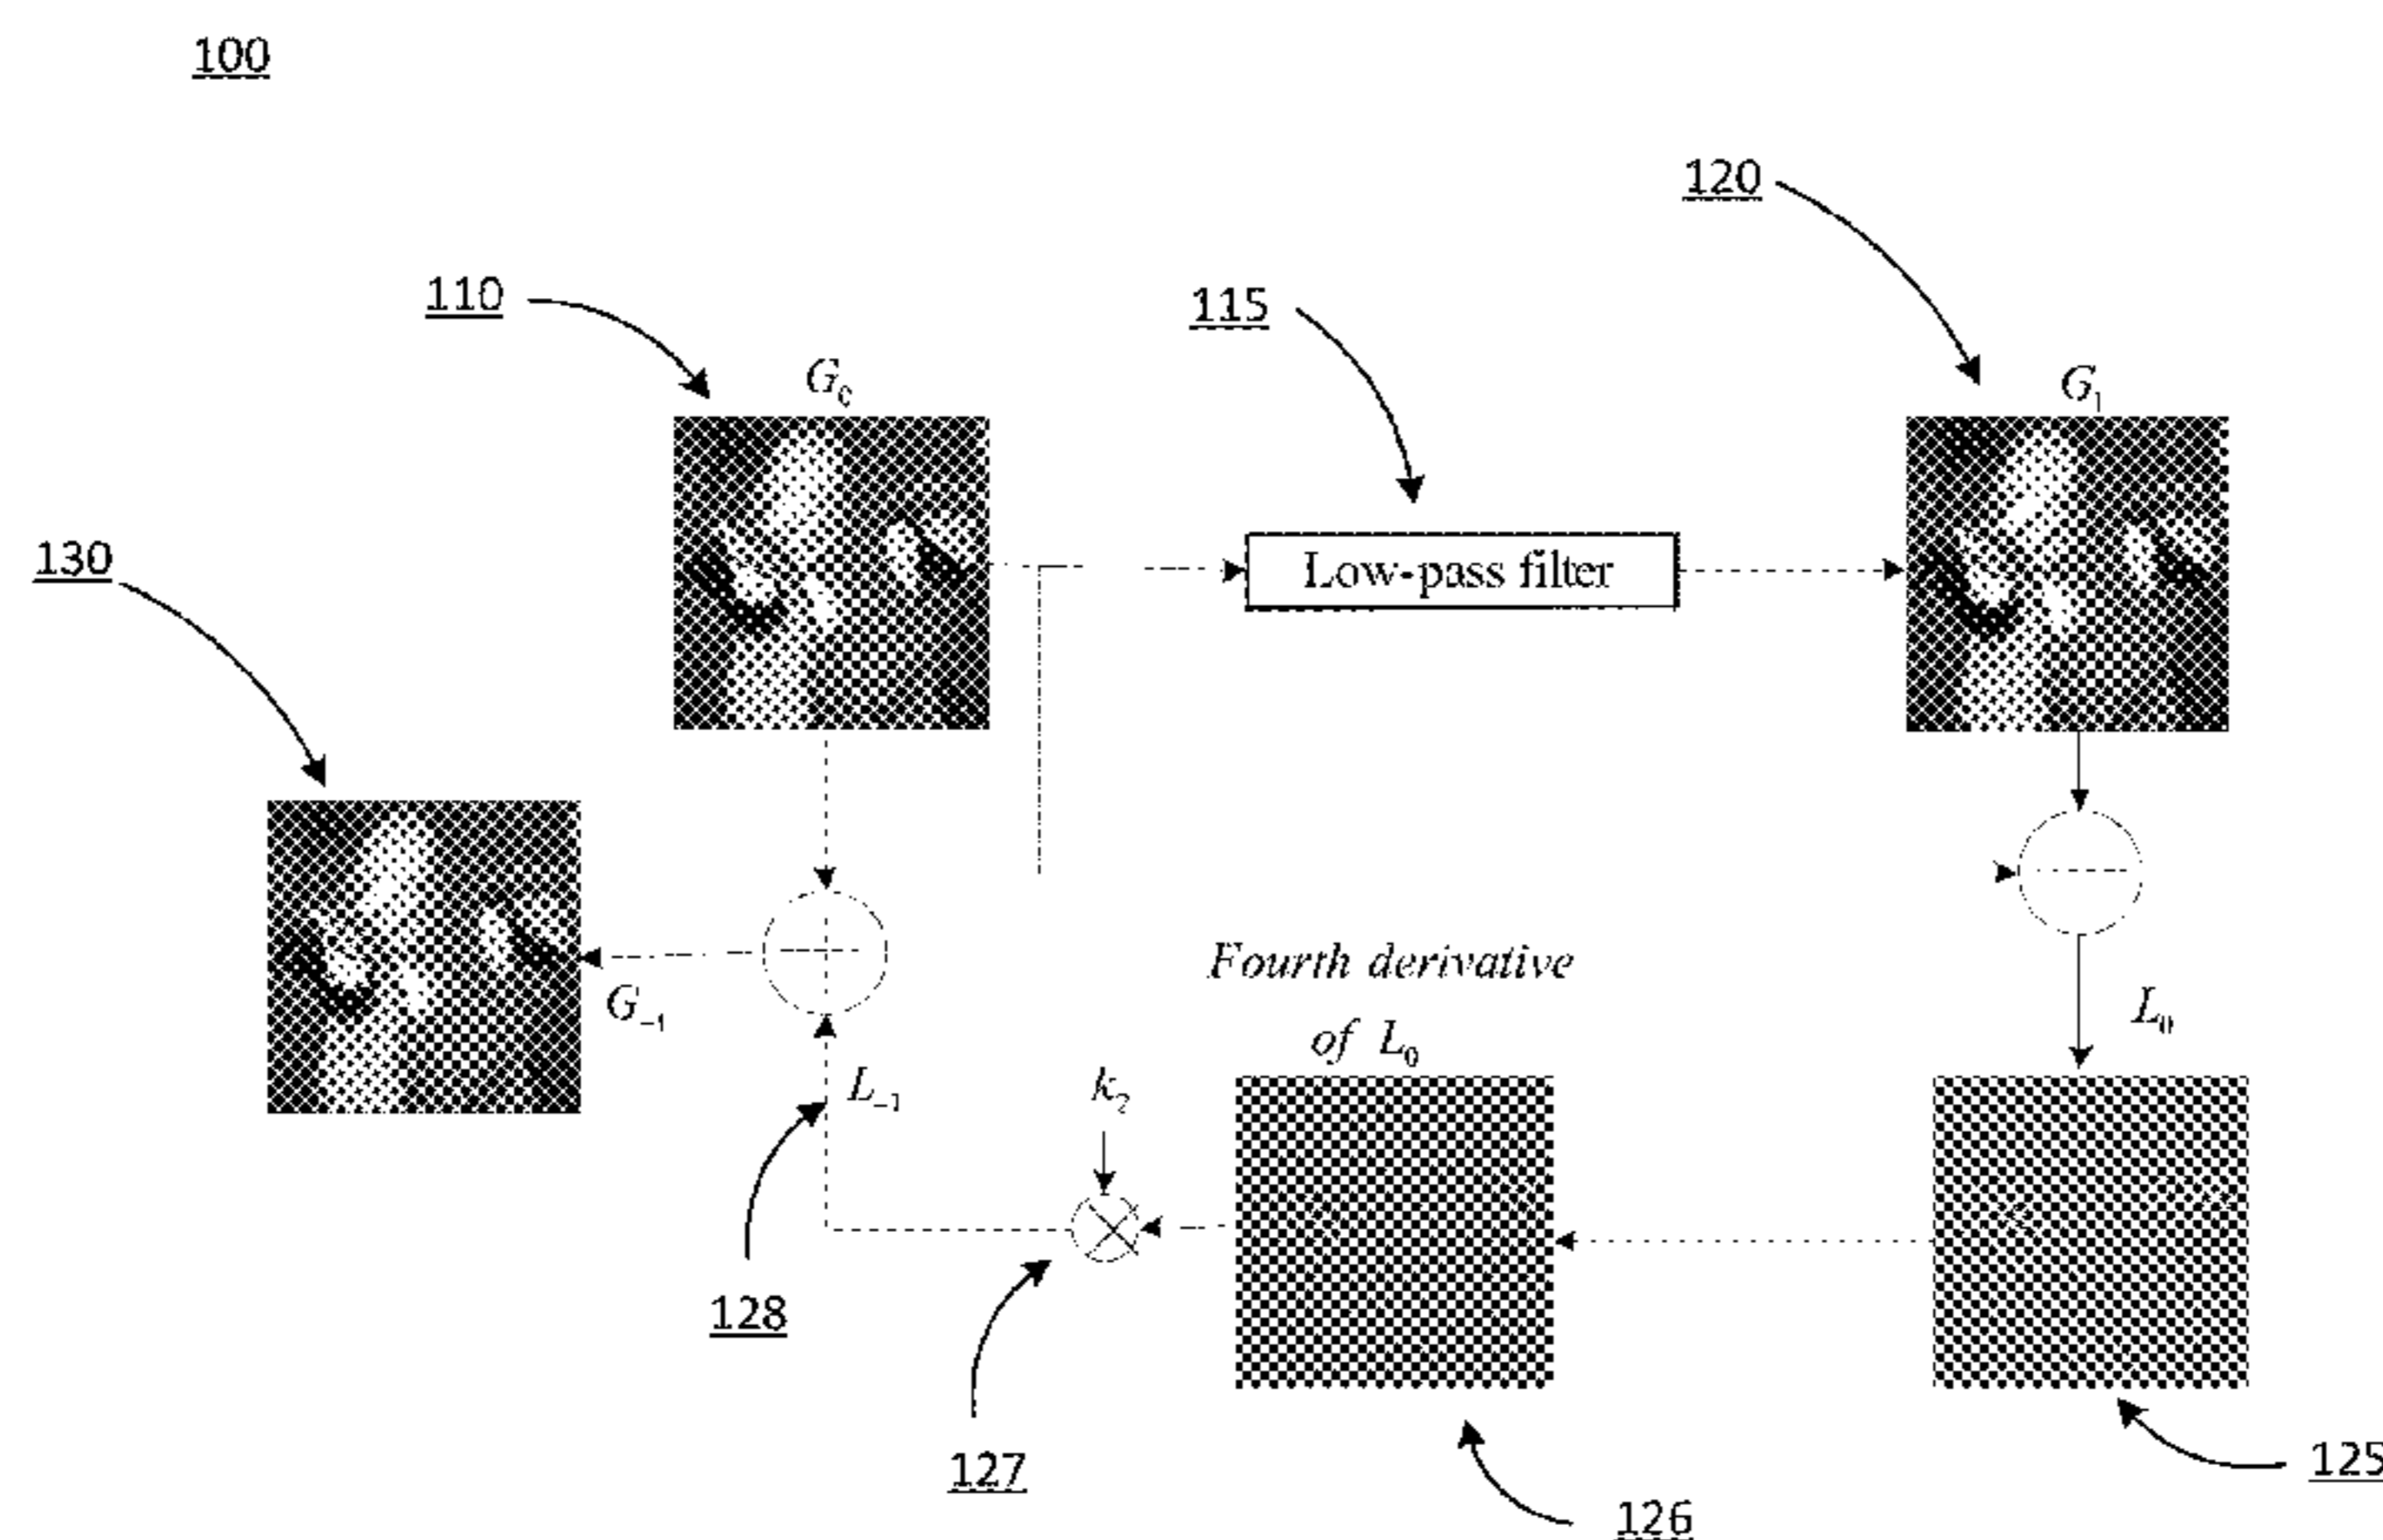 100
120
110
115
G₀
G₁
130
Low-pass filter
Fourth derivative
of L₀
G₋₁
L₀
L₋₁
k₂
128
127
125
126